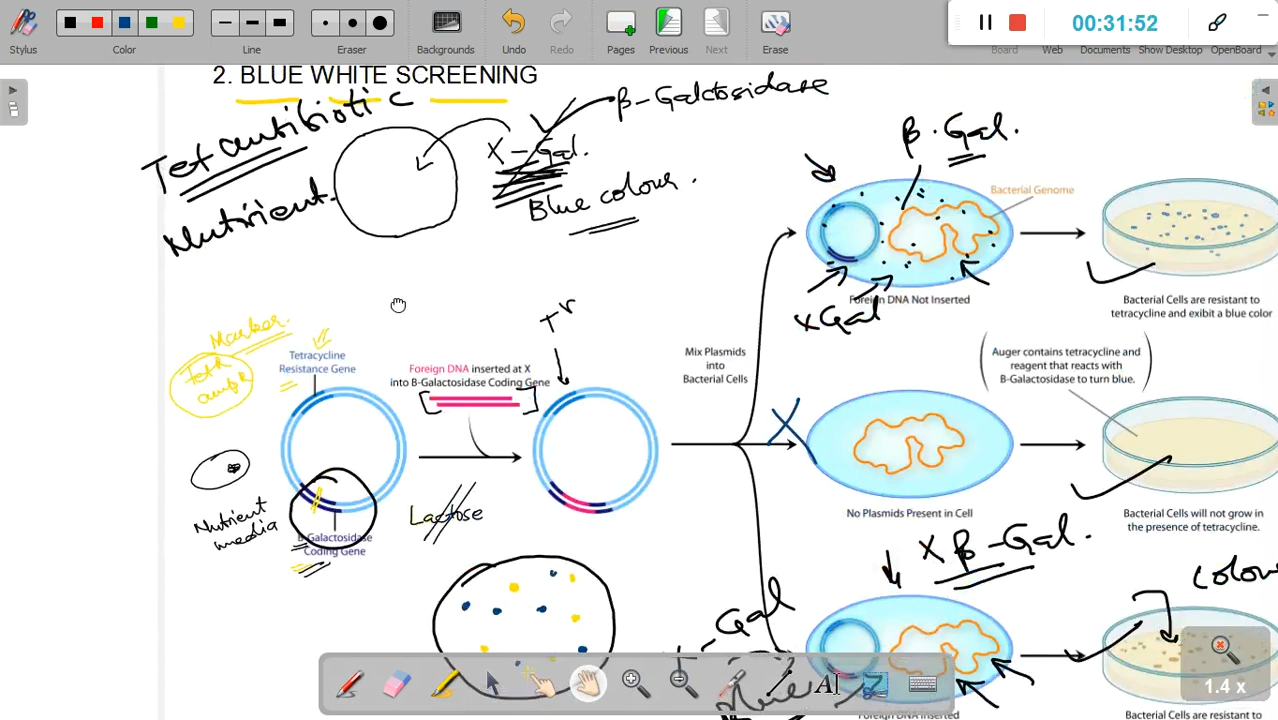 Stylus
Color
Line
Eraser
Backgrounds
Undo
Redo
Pages
Previous
Next
Erase
00:31:52
Board
Web
Documents
Show Desktop
OpenBoard
2. BLUE WHITE SCREENING
Tet antibiotic
Nutirient
X-Gal.
β-Galctosidase
Blue colour.
β.Gal.
Bacterial Genome
XGal
Foreign DNA Not Inserted
Bacterial Cells are resistant to
tetracycline and exibit a blue color
Marker.
Tetracycline
Resistance Gene
Foreign DNA inserted at X
into B-Galactosidase Coding Gene
Tr
Mix Plasmids
into
Bacterial Cells
Auger contains tetracycline and
reagent that reacts with
B-Galactosidase to turn blue.
X
No Plasmids Present in Cell
Bacterial Cells will not grow in
the presence of tetracycline.
Nutrient
media
B-Galactosidase
Coding Gene
Lactose
X β-Gal.
Colou
-Gal
Foreign DNA Inserted
Bacterial Cells are resistant to
1.4 x